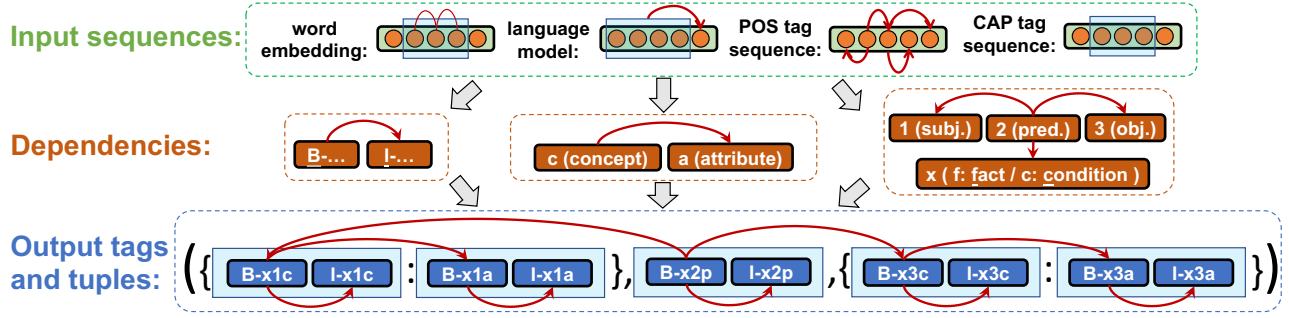 Input sequences:
word embedding:
language model:
POS tag sequence:
CAP tag sequence:
Dependencies:
B-...
I-...
c (concept)
a (attribute)
1 (subj.)
2 (pred.)
3 (obj.)
x ( f: fact / c: condition )
Output tags and tuples:
({ B-x1c I-x1c : B-x1a I-x1a }, B-x2p I-x2p ,{ B-x3c I-x3c : B-x3a I-x3a })